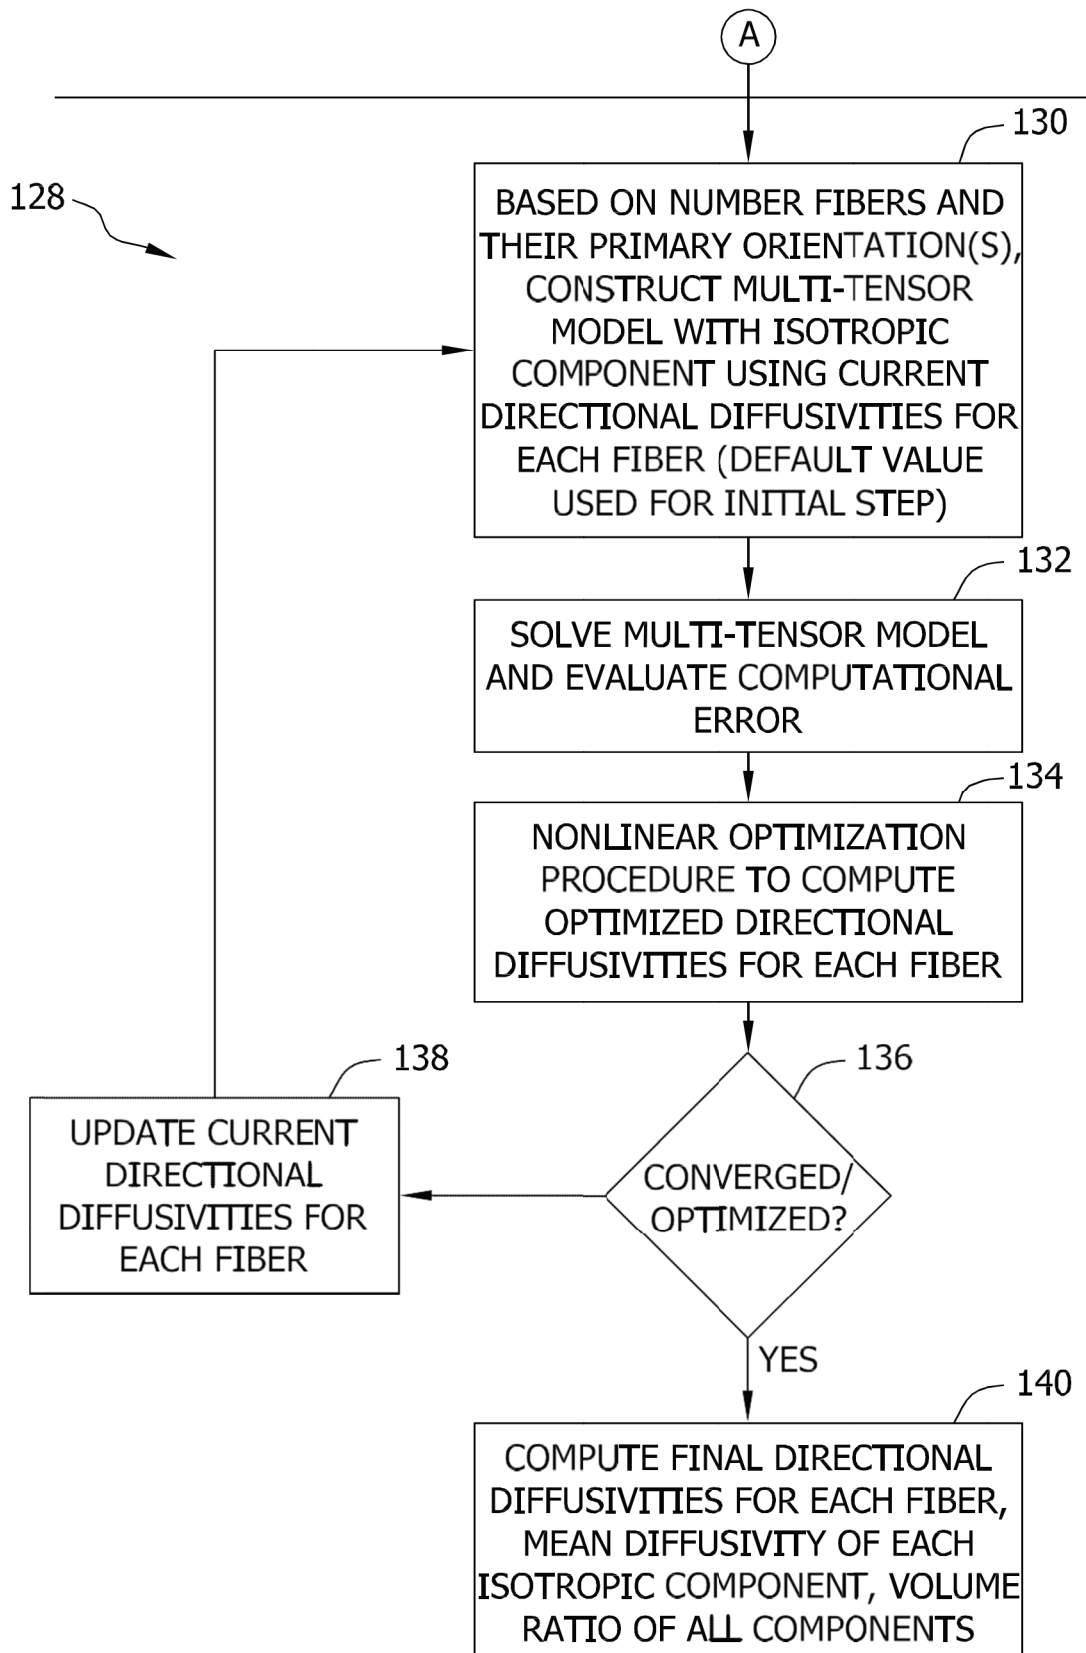 A
130
128
BASED ON NUMBER FIBERS AND
THEIR PRIMARY ORIENTATION(S),
CONSTRUCT MULTI-TENSOR
MODEL WITH ISOTROPIC
COMPONENT USING CURRENT
DIRECTIONAL DIFFUSIVITIES FOR
EACH FIBER (DEFAULT VALUE
USED FOR INITIAL STEP)
132
SOLVE MULTI-TENSOR MODEL
AND EVALUATE COMPUTATIONAL
ERROR
134
NONLINEAR OPTIMIZATION
PROCEDURE TO COMPUTE
OPTIMIZED DIRECTIONAL
DIFFUSIVITIES FOR EACH FIBER
136
CONVERGED/
OPTIMIZED?
138
UPDATE CURRENT
DIRECTIONAL
DIFFUSIVITIES FOR
EACH FIBER
YES
140
COMPUTE FINAL DIRECTIONAL
DIFFUSIVITIES FOR EACH FIBER,
MEAN DIFFUSIVITY OF EACH
ISOTROPIC COMPONENT, VOLUME
RATIO OF ALL COMPONENTS